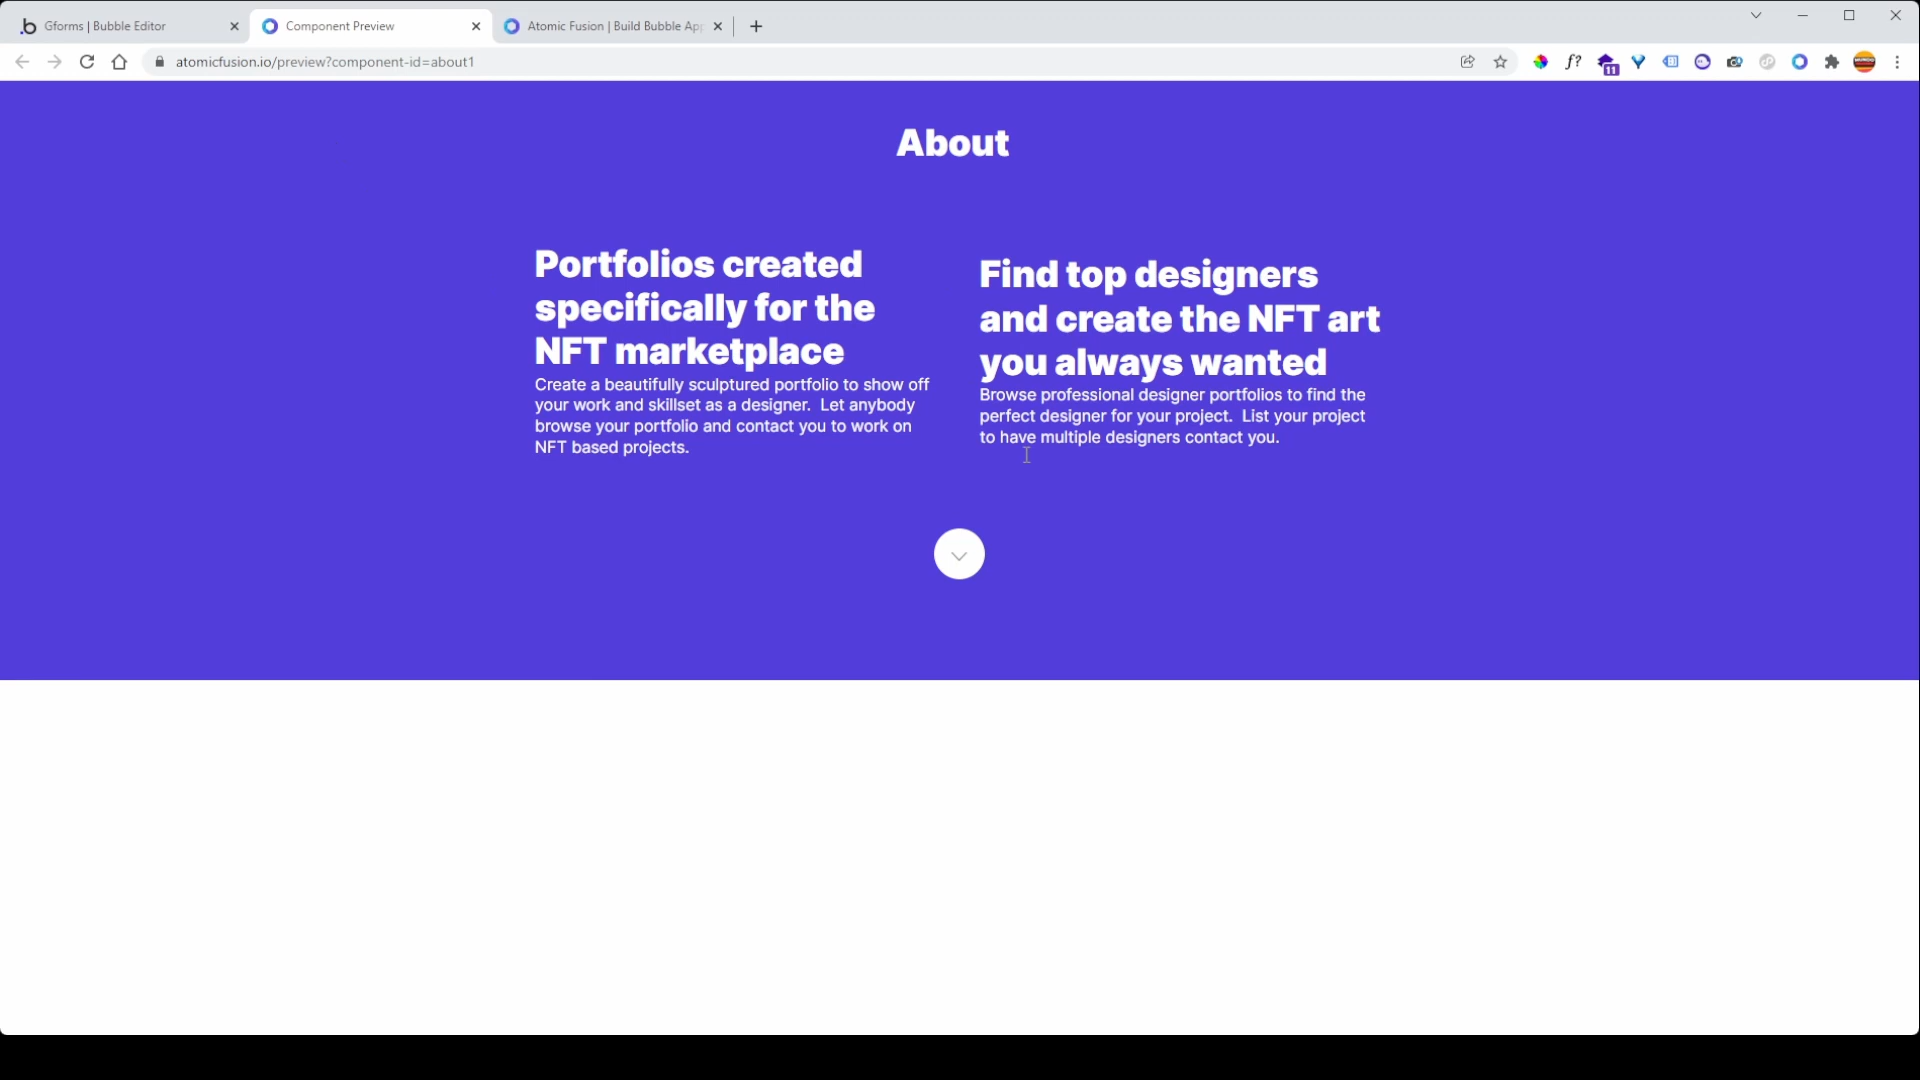 Gforms | Bubble Editor
Component Preview
Atomic Fusion | Build Bubble App
atomicfusion.io/preview?component-id=about1
f?
11
About
Portfolios created
specifically for the
NFT marketplace
Create a beautifully sculptured portfolio to show off
your work and skillset as a designer.  Let anybody
browse your portfolio and contact you to work on
NFT based projects.
Find top designers
and create the NFT art
you always wanted
Browse professional designer portfolios to find the
perfect designer for your project.  List your project
to have multiple designers contact you.